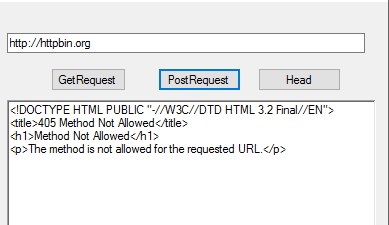 http://httpbin.org
GetRequest PostRequest Head
<!DOCTYPE HTML PUBLIC "-//W3C//DTD HTML 3.2 Final//EN">
<title>405 Method Not Allowed</title>
<h1>Method Not Allowed</h1>
<p>The method is not allowed for the requested URL.</p>